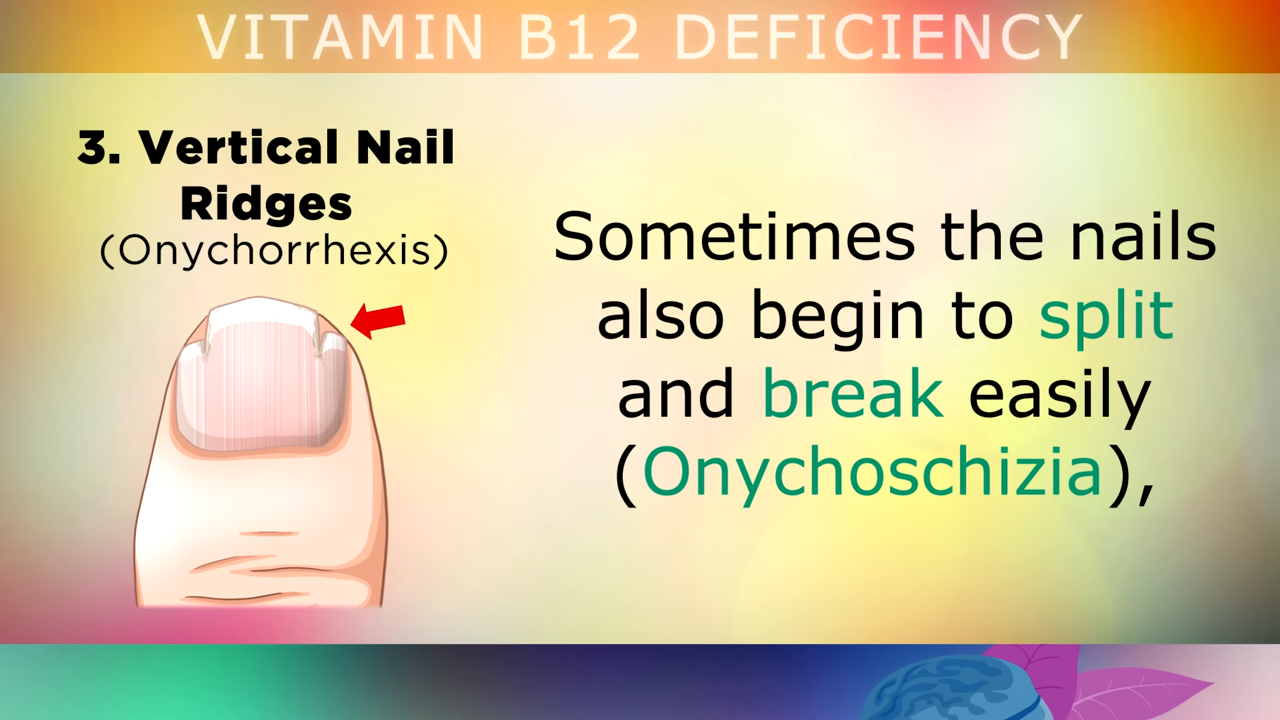 VITAMIN B12 DEFICIENCY
3. Vertical Nail
Ridges
(Onychorrhexis)
Sometimes the nails
also begin to split
and break easily
(Onychoschizia),